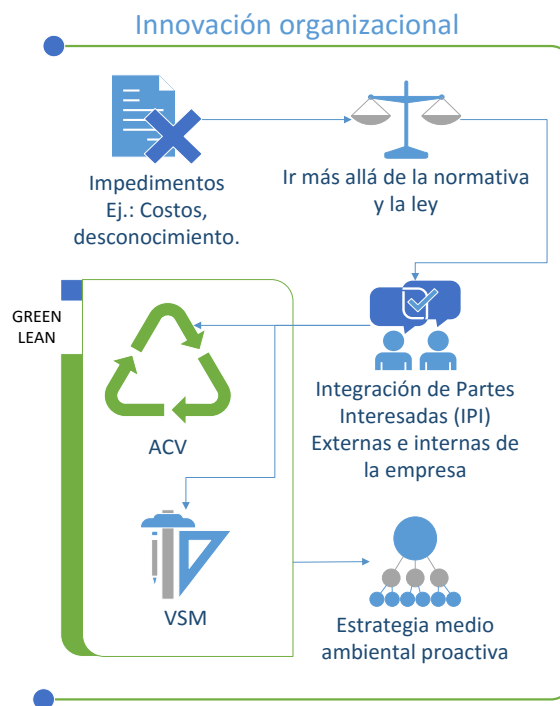 Innovación organizacional
Impedimentos
Ej.: Costos,
desconocimiento.
Ir más allá de la normativa
y la ley
GREEN
LEAN
ACV
Integración de Partes
Interesadas (IPI)
Externas e internas de
la empresa
VSM
Estrategia medio
ambiental proactiva